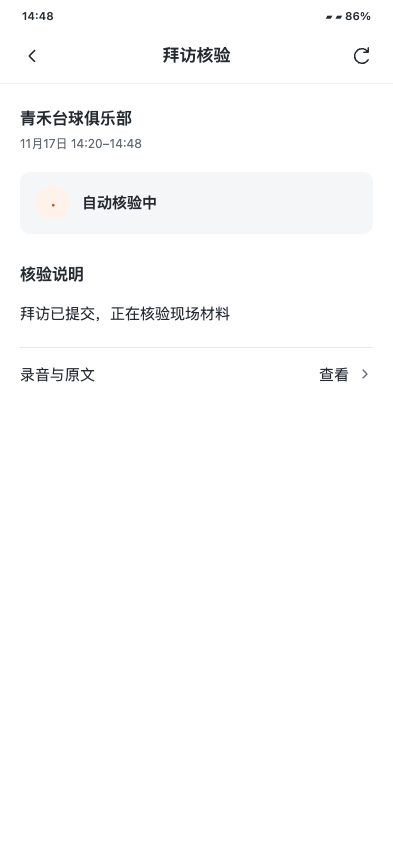 14:48
86%
拜访核验
青禾台球俱乐部
11月17日 14:20–14:48
自动核验中
核验说明
拜访已提交，正在核验现场材料
录音与原文 查看